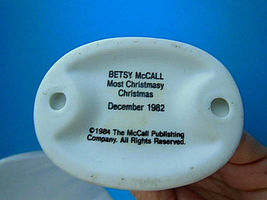 BETSY McCALL
Most Christmasy
Christmas
December 1982
©1984 The McCall Publishing
Company. All Rights Reserved.